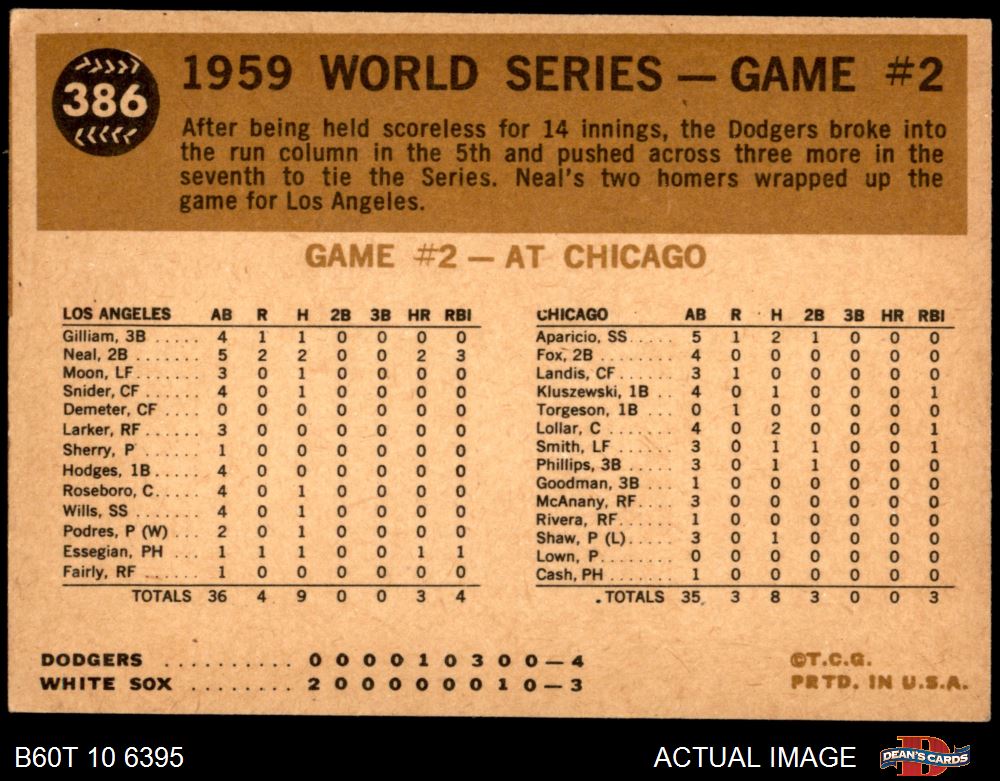 386
1959 WORLD SERIES — GAME #2
After being held scoreless for 14 innings, the Dodgers broke into
the run column in the 5th and pushed across three more in the
seventh to tie the Series. Neal's two homers wrapped up the
game for Los Angeles.
GAME #2 — AT CHICAGO
LOS ANGELES AB R H 2B 3B HR RBI
Gilliam, 3B ..... 4 1 1 0 0 0 0
Neal, 2B ....... 5 2 2 0 0 2 3
Moon, LF ....... 3 0 1 0 0 0 0
Snider, CF ..... 4 0 1 0 0 0 0
Demeter, CF .... 0 0 0 0 0 0 0
Larker, RF ...... 3 0 0 0 0 0 0
Sherry, P ...... 1 0 0 0 0 0 0
Hodges, 1B ..... 4 0 0 0 0 0 0
Roseboro, C ..... 4 0 1 0 0 0 0
Wills, SS ...... 4 0 1 0 0 0 0
Podres, P (W) ... 2 0 1 0 0 0 0
Essegian, PH ... 1 1 1 0 0 1 1
Fairly, RF ...... 1 0 0 0 0 0 0
TOTALS 36 4 9 0 0 3 4
CHICAGO AB R H 2B 3B HR RBI
Aparicio, SS ..... 5 1 2 1 0 0 0
Fox, 2B ........ 4 0 0 0 0 0 0
Landis, CF ...... 3 1 0 0 0 0 0
Kluszewski, 1B .. 4 0 1 0 0 0 1
Torgeson, 1B .... 0 1 0 0 0 0 0
Lollar, C ....... 4 0 2 0 0 0 1
Smith, LF ...... 3 0 1 1 0 0 1
Phillips, 3B .... 3 0 1 1 0 0 0
Goodman, 3B .... 1 0 0 0 0 0 0
McAnany, RF .... 3 0 0 0 0 0 0
Rivera, RF ...... 1 0 0 0 0 0 0
Shaw, P (L) ..... 3 0 1 0 0 0 0
Lown, P ........ 0 0 0 0 0 0 0
Cash, PH ....... 1 0 0 0 0 0 0
TOTALS 35 3 8 3 0 0 3
DODGERS .......... 0 0 0 0 1 0 3 0 0 — 4
WHITE SOX ........ 2 0 0 0 0 0 0 1 0 — 3
©T.C.G.
PRTD. IN U.S.A.
B60T 10 6395
ACTUAL IMAGE
D
DEAN'S CARDS